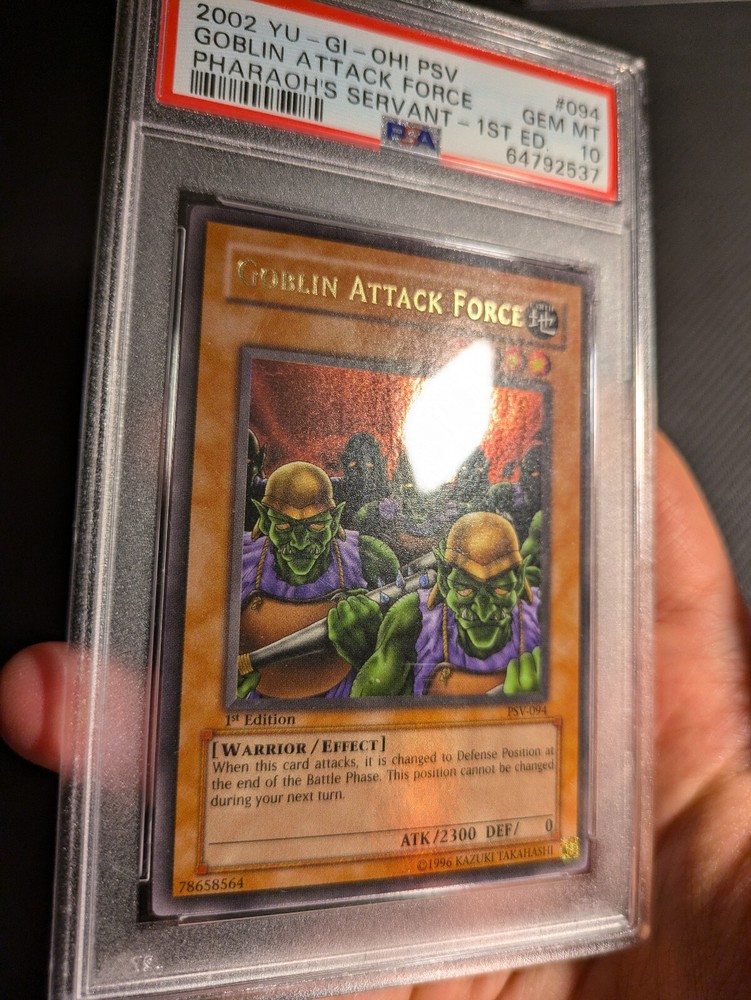 2002 YU-GI-OH! PSV #094
GOBLIN ATTACK FORCE GEM MT
PHARAOH'S SERVANT-1ST ED. 10
PSA 64792537
GOBLIN ATTACK FORCE
地
1st Edition PSV-094
[WARRIOR/EFFECT]
When this card attacks, it is changed to Defense Position at
the end of the Battle Phase. This position cannot be changed
during your next turn.
ATK/2300 DEF/ 0
78658564 ©1996 KAZUKI TAKAHASHI